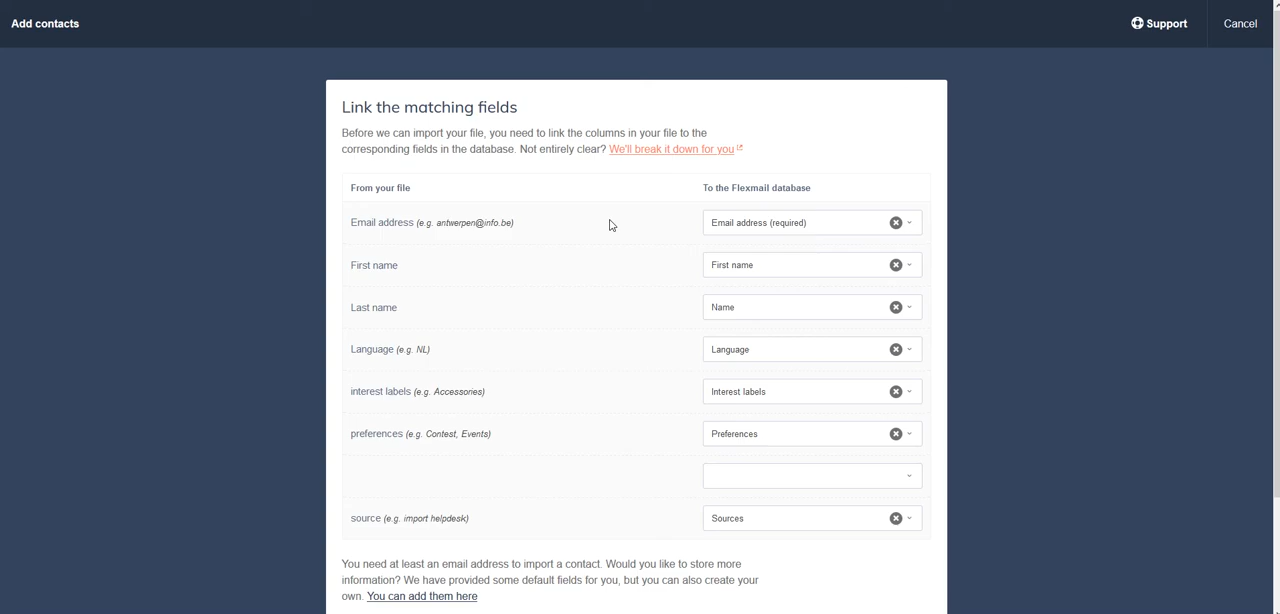 Add contacts
Support
Cancel
Link the matching fields
Before we can import your file, you need to link the columns in your file to the
corresponding fields in the database. Not entirely clear? We'll break it down for you
From your file
To the Flexmail database
Email address (e.g. antwerpen@info.be)
Email address (required)
First name
First name
Last name
Name
Language (e.g. NL)
Language
interest labels (e.g. Accessories)
Interest labels
preferences (e.g. Contest, Events)
Preferences
source (e.g. import helpdesk)
Sources
You need at least an email address to import a contact. Would you like to store more
information? We have provided some default fields for you, but you can also create your
own. You can add them here